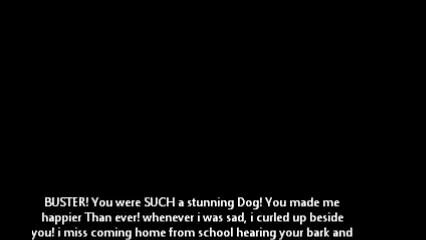 BUSTER! You were SUCH a stunning Dog! You made me
happier Than ever! whenever i was sad, i curled up beside
you! i miss coming home from school hearing your bark and